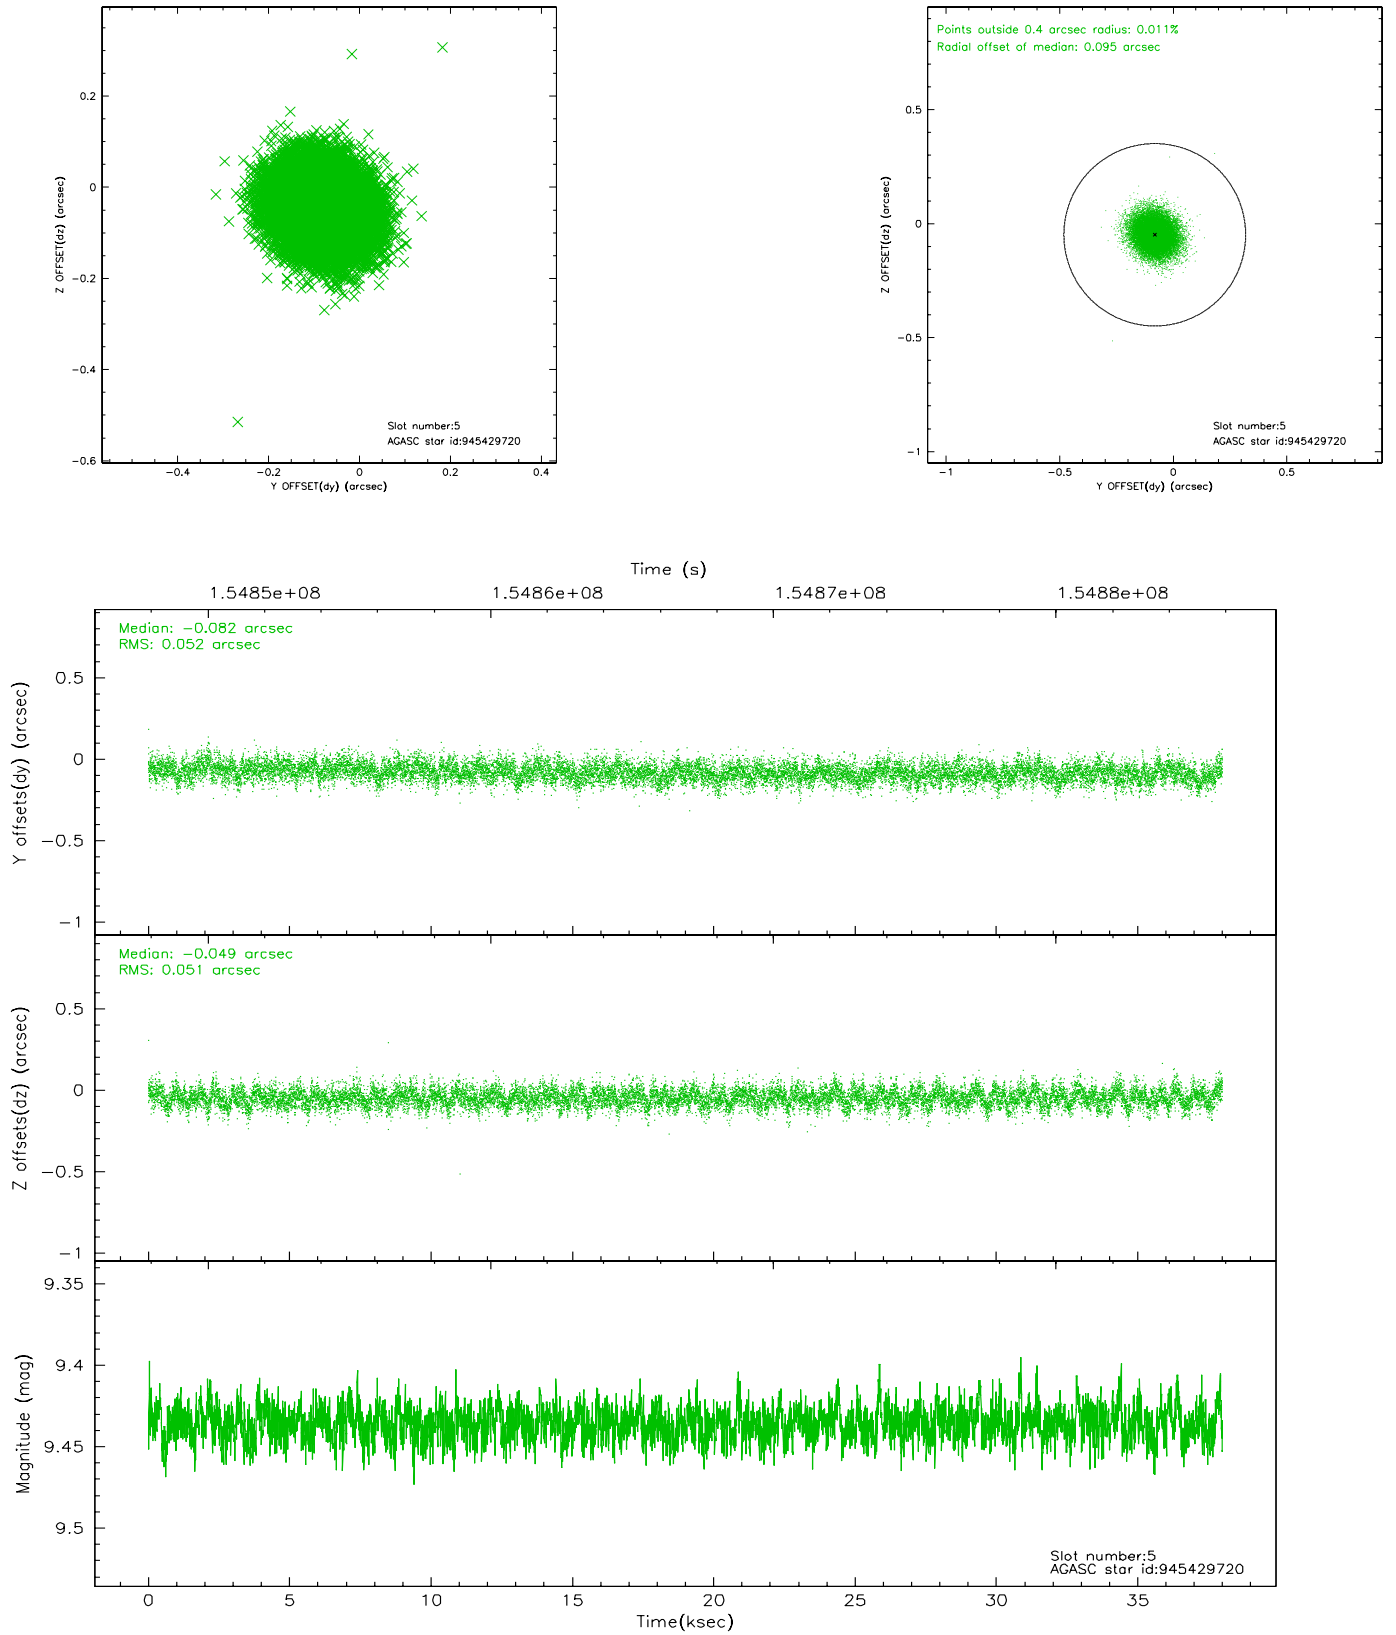 0.2
0
-0.2
-0.4
-0.6
Z OFFSET(dz) (arcsec)
Slot number:5
AGASC star id:945429720
-0.4 -0.2 0 0.2 0.4
Y OFFSET(dy) (arcsec)
Points outside 0.4 arcsec radius: 0.011%
Radial offset of median: 0.095 arcsec
0.5
0
-0.5
-1
Z OFFSET(dz) (arcsec)
Slot number:5
AGASC star id:945429720
-1 -0.5 0 0.5
Y OFFSET(dy) (arcsec)
Time (s)
1.5485e+08 1.5486e+08 1.5487e+08 1.5488e+08
Median: -0.082 arcsec
RMS: 0.052 arcsec
0.5
0
-0.5
-1
Y offsets(dy) (arcsec)
Median: -0.049 arcsec
RMS: 0.051 arcsec
0.5
0
-0.5
-1
Z offsets(dz) (arcsec)
9.35
9.4
9.45
9.5
Magnitude (mag)
Slot number:5
AGASC star id:945429720
0 5 10 15 20 25 30 35
Time(ksec)